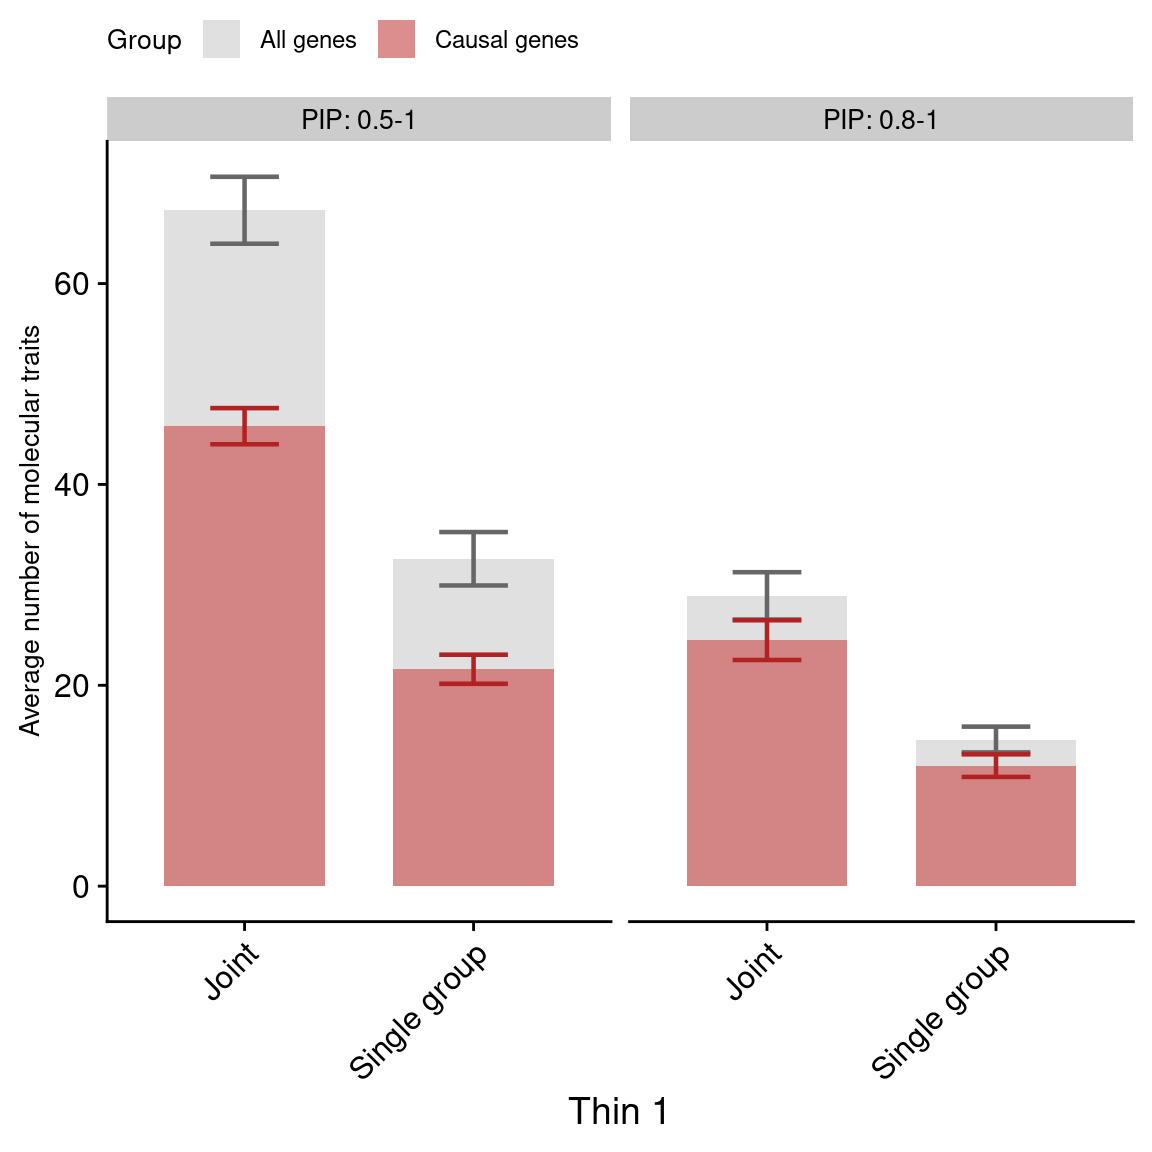 Group All genes Causal genes
PIP: 0.5-1 PIP: 0.8-1
Average number of molecular traits
60
40
20
0
Joint Single group Joint Single group
Thin 1